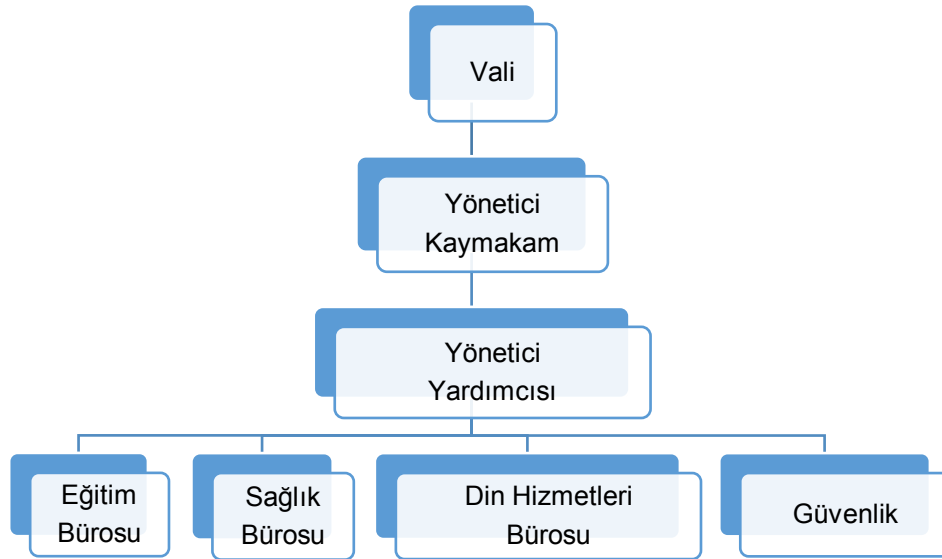 Vali
Yönetici
Kaymakam
Yönetici
Yardımcısı
Eğitim
Bürosu
Sağlık
Bürosu
Din Hizmetleri
Bürosu
Güvenlik